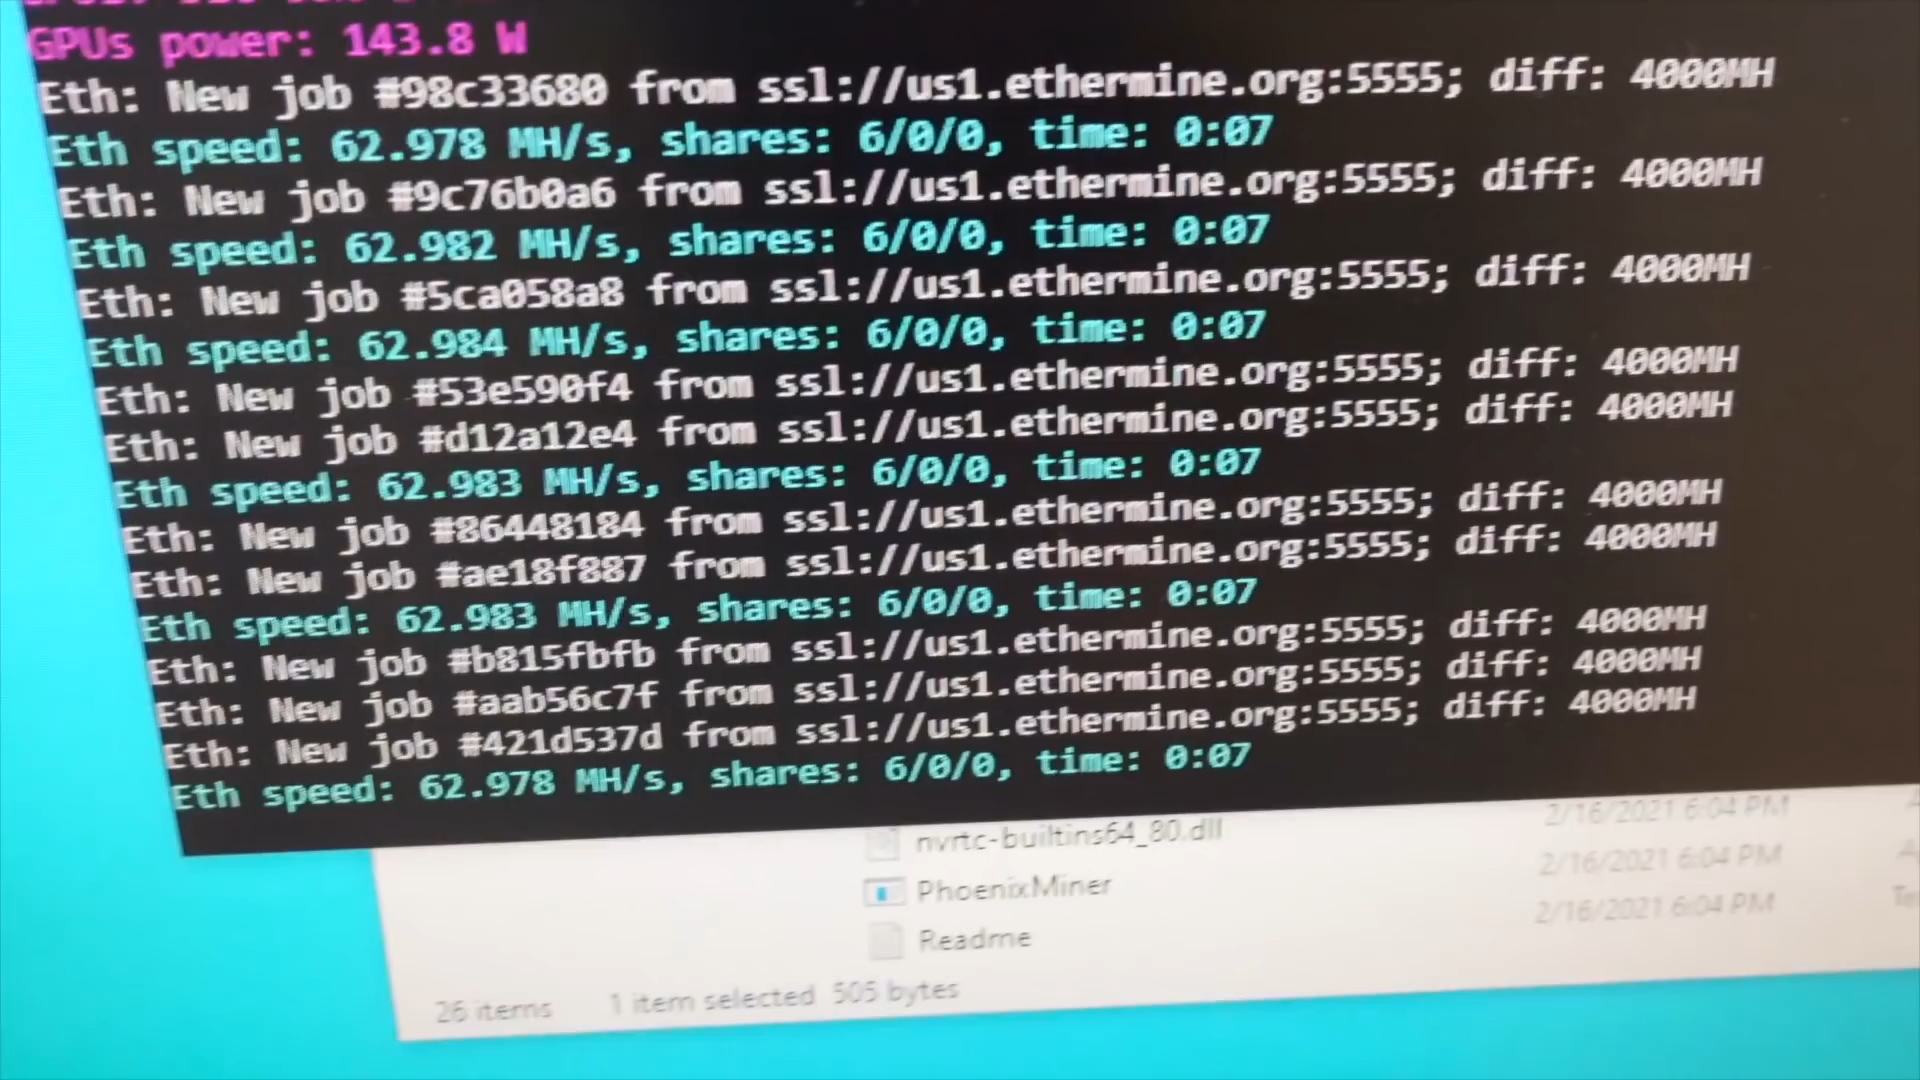 GPUs power: 143.8 W
Eth: New job #98c33680 from ssl://us1.ethermine.org:5555; diff: 4000MH
Eth speed: 62.978 MH/s, shares: 6/0/0, time: 0:07
Eth: New job #9c76b0a6 from ssl://us1.ethermine.org:5555; diff: 4000MH
Eth speed: 62.982 MH/s, shares: 6/0/0, time: 0:07
Eth: New job #5ca058a8 from ssl://us1.ethermine.org:5555; diff: 4000MH
Eth speed: 62.984 MH/s, shares: 6/0/0, time: 0:07
Eth: New job #53e590f4 from ssl://us1.ethermine.org:5555; diff: 4000MH
Eth: New job #d12a12e4 from ssl://us1.ethermine.org:5555; diff: 4000MH
Eth speed: 62.983 MH/s, shares: 6/0/0, time: 0:07
Eth: New job #86448184 from ssl://us1.ethermine.org:5555; diff: 4000MH
Eth: New job #ae18f887 from ssl://us1.ethermine.org:5555; diff: 4000MH
Eth speed: 62.983 MH/s, shares: 6/0/0, time: 0:07
Eth: New job #b815fbfb from ssl://us1.ethermine.org:5555; diff: 4000MH
Eth: New job #aab56c7f from ssl://us1.ethermine.org:5555; diff: 4000MH
Eth: New job #421d537d from ssl://us1.ethermine.org:5555; diff: 4000MH
Eth speed: 62.978 MH/s, shares: 6/0/0, time: 0:07
nvrtc-builtins64_80.dll 2/16/2021 6:04 PM
PhoenixMiner 2/16/2021 6:04 PM
Readme 2/16/2021 6:04 PM
26 items 1 item selected 505 bytes